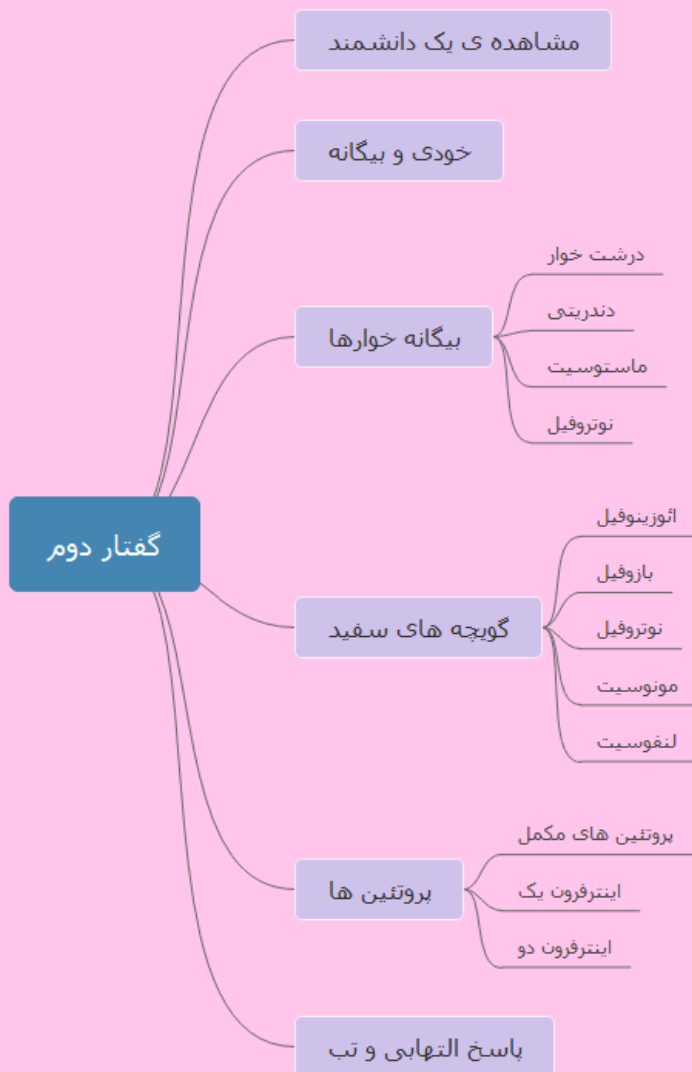 گفتار دوم
مشاهده ی یک دانشمند
خودی و بیگانه
بیگانه خوارها
درشت خوار
دندریتی
ماستوسیت
نوتروفیل
گویچه های سفید
ائوزینوفیل
بازوفیل
نوتروفیل
مونوسیت
لنفوسیت
پروتئین ها
پروتئین های مکمل
اینترفرون یک
اینترفرون دو
پاسخ التهابی و تب